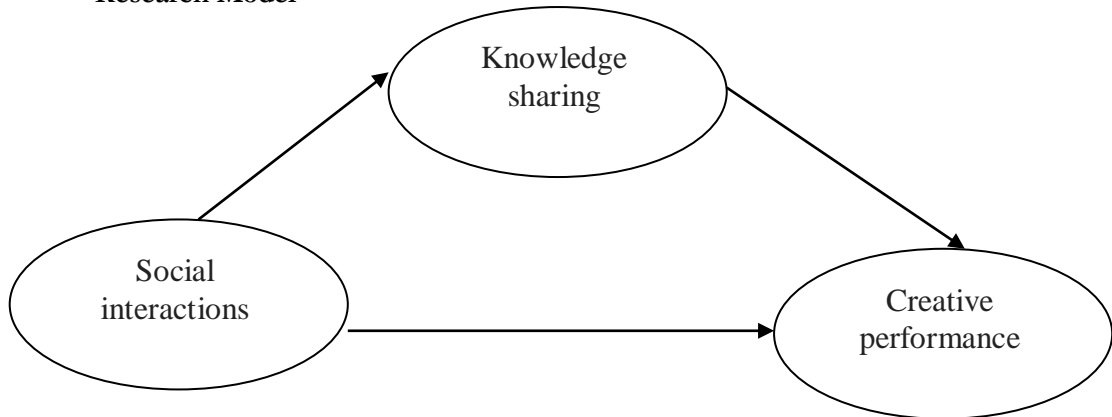 Research Model
Knowledge
sharing
Social
interactions
Creative
performance